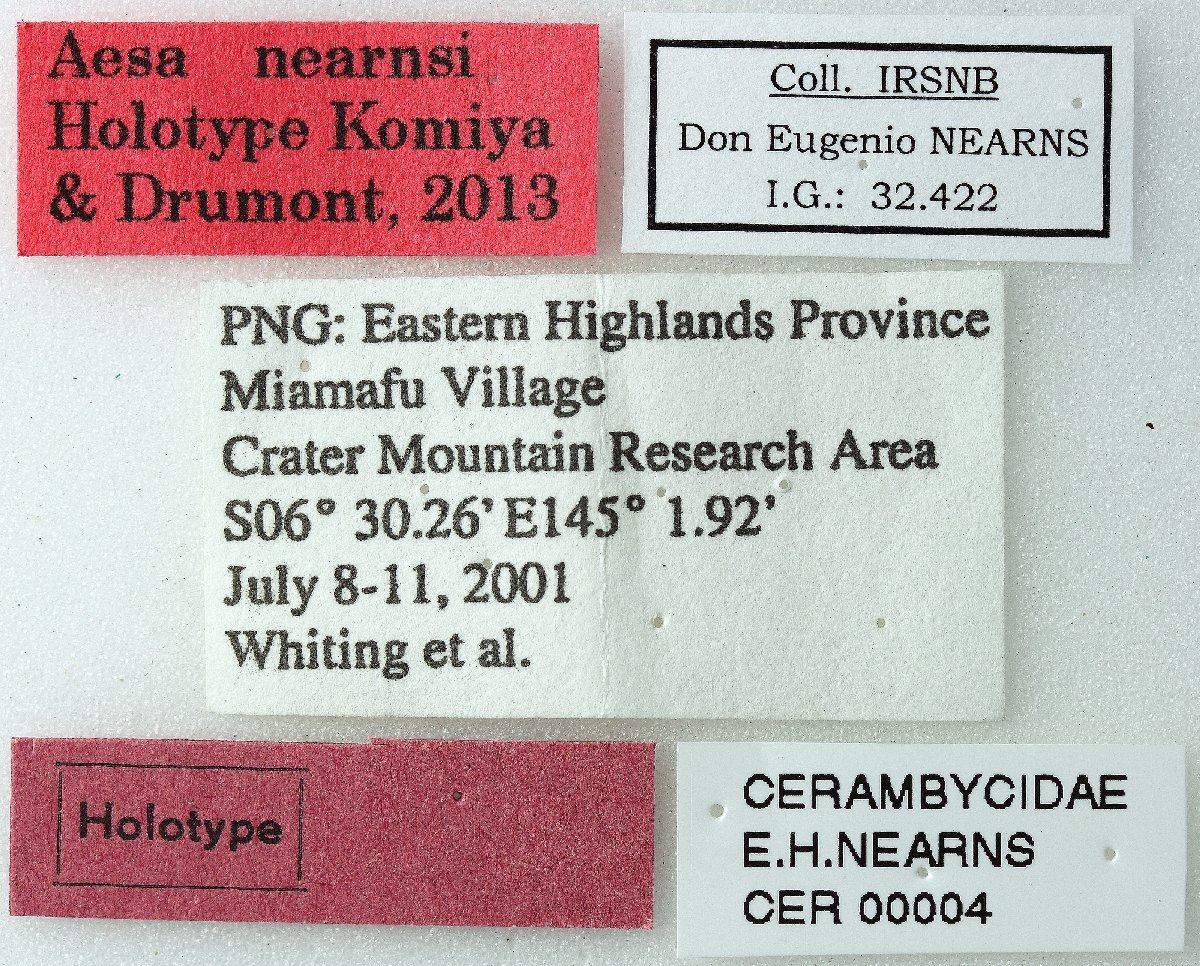 Aesa nearnsi
Holotype Komiya
& Drumont, 2013
Coll. IRSNB
Don Eugenio NEARNS
I.G.: 32.422
PNG: Eastern Highlands Province
Miamafu Village
Crater Mountain Research Area
S06° 30.26' E145° 1.92'
July 8-11, 2001
Whiting et al.
Holotype
CERAMBYCIDAE
E.H.NEARNS
CER 00004